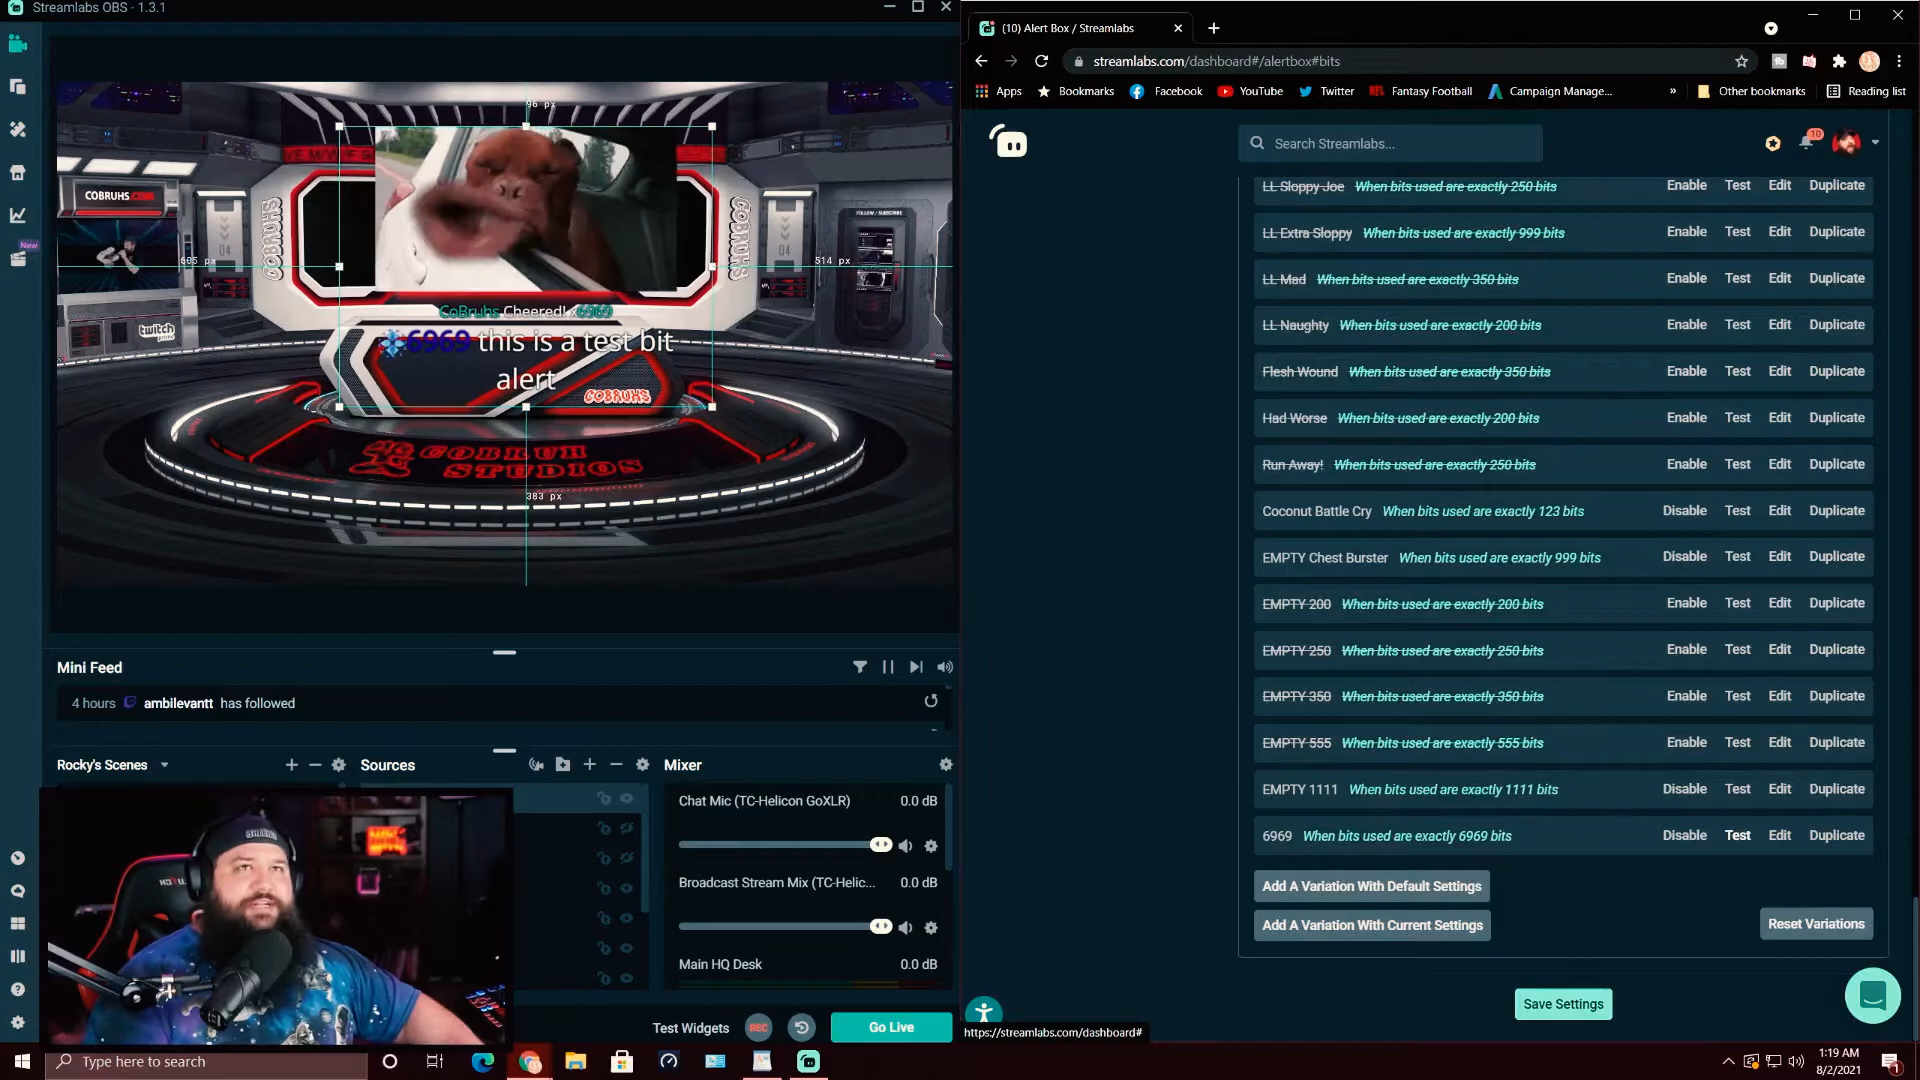 Streamlabs OBS - 1.3.1
96 px
COBRUHS.COM
COBRUHS
COBRUHS
04
04
FOLLOW / SUBSCRIBE
605 px
514 px
CoBruhs Cheered! x6969
6969 this is a test bit
alert
COBRUHS
twitch
prime
COBRUH
STUDIOS
383 px
New
Mini Feed
4 hours ambilevantt has followed
Rocky's Scenes
Sources
Mixer
Chat Mic (TC-Helicon GoXLR) 0.0 dB
Broadcast Stream Mix (TC-Helic... 0.0 dB
Main HQ Desk 0.0 dB
Test Widgets REC Go Live
(10) Alert Box / Streamlabs
streamlabs.com/dashboard#/alertbox#bits
Apps Bookmarks Facebook YouTube Twitter NFL Fantasy Football Campaign Manage... » Other bookmarks Reading list
Search Streamlabs...
10
LL Sloppy Joe When bits used are exactly 250 bits Enable Test Edit Duplicate
LL Extra Sloppy When bits used are exactly 999 bits Enable Test Edit Duplicate
LL Mad When bits used are exactly 350 bits Enable Test Edit Duplicate
LL Naughty When bits used are exactly 200 bits Enable Test Edit Duplicate
Flesh Wound When bits used are exactly 350 bits Enable Test Edit Duplicate
Had Worse When bits used are exactly 200 bits Enable Test Edit Duplicate
Run Away! When bits used are exactly 250 bits Enable Test Edit Duplicate
Coconut Battle Cry When bits used are exactly 123 bits Disable Test Edit Duplicate
EMPTY Chest Burster When bits used are exactly 999 bits Disable Test Edit Duplicate
EMPTY 200 When bits used are exactly 200 bits Enable Test Edit Duplicate
EMPTY 250 When bits used are exactly 250 bits Enable Test Edit Duplicate
EMPTY 350 When bits used are exactly 350 bits Enable Test Edit Duplicate
EMPTY 555 When bits used are exactly 555 bits Enable Test Edit Duplicate
EMPTY 1111 When bits used are exactly 1111 bits Disable Test Edit Duplicate
6969 When bits used are exactly 6969 bits Disable Test Edit Duplicate
Add A Variation With Default Settings
Add A Variation With Current Settings
Reset Variations
Save Settings
https://streamlabs.com/dashboard#
Type here to search
1:19 AM
8/2/2021
1